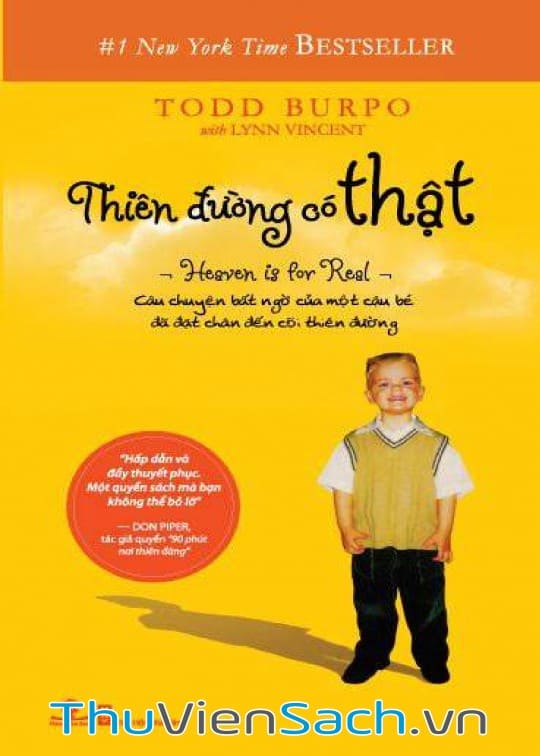 #1 New York Time BESTSELLER
TODD BURPO
with LYNN VINCENT
Thiên đường có thật
¬ Heaven is for Real ¬
Câu chuyện bất ngờ của một cậu bé
đã đặt chân đến cõi thiên đường
“Hấp dẫn và
đầy thuyết phục.
Một quyển sách mà bạn
không thể bỏ lỡ”
— DON PIPER,
tác giả quyển “90 phút
nơi thiên đàng”
ThuVienSach.vn